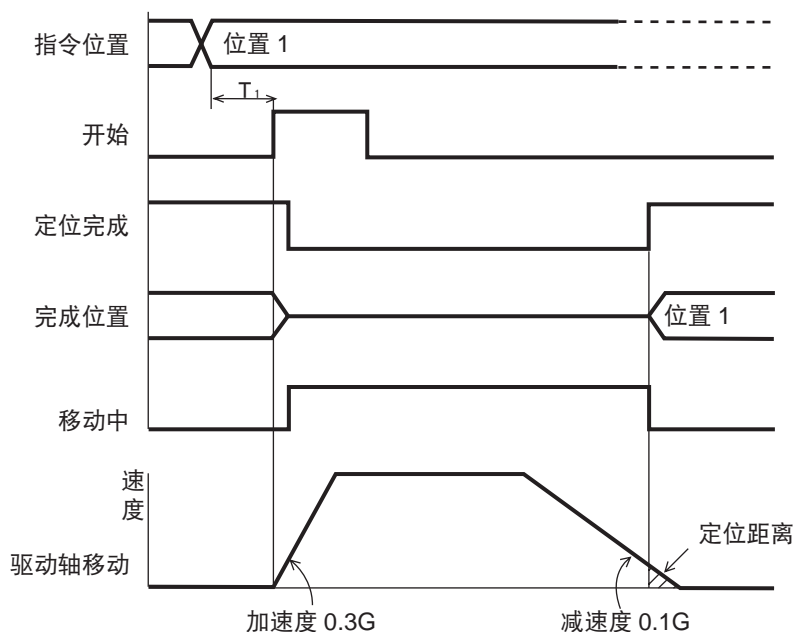 指令位置
位置 1
T₁
开始
定位完成
完成位置
位置 1
移动中
速度
定位距离
驱动轴移动
加速度 0.3G
减速度 0.1G